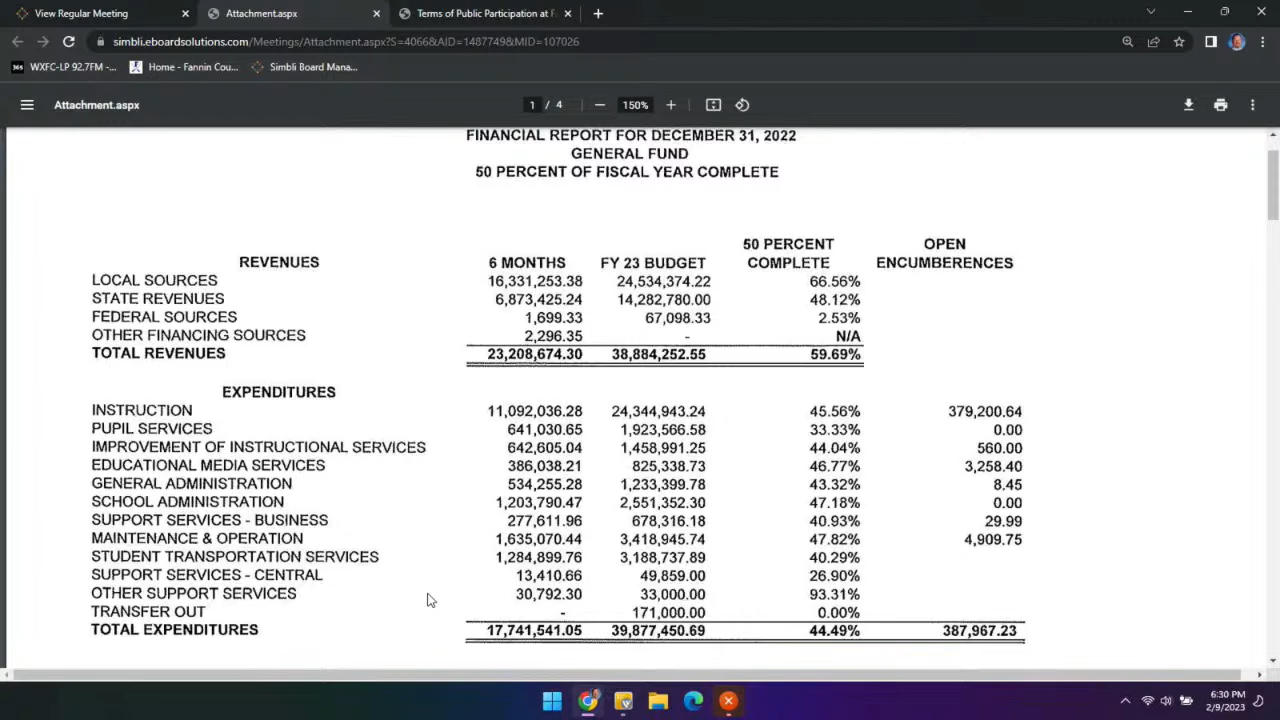 View Regular Meeting
Attachment.aspx
Terms of Public Participation at F
simbli.eboardsolutions.com/Meetings/Attachment.aspx?S=4066&AID=1487749&MID=107026
365 WXFC-LP 92.7FM -... Home - Fannin Cou... Simbli Board Mana...
Attachment.aspx 1 / 4 150%
FINANCIAL REPORT FOR DECEMBER 31, 2022
GENERAL FUND
50 PERCENT OF FISCAL YEAR COMPLETE
50 PERCENT OPEN
REVENUES 6 MONTHS FY 23 BUDGET COMPLETE ENCUMBERENCES
LOCAL SOURCES 16,331,253.38 24,534,374.22 66.56%
STATE REVENUES 6,873,425.24 14,282,780.00 48.12%
FEDERAL SOURCES 1,699.33 67,098.33 2.53%
OTHER FINANCING SOURCES 2,296.35 - N/A
TOTAL REVENUES 23,208,674.30 38,884,252.55 59.69%
EXPENDITURES
INSTRUCTION 11,092,036.28 24,344,943.24 45.56% 379,200.64
PUPIL SERVICES 641,030.65 1,923,566.58 33.33% 0.00
IMPROVEMENT OF INSTRUCTIONAL SERVICES 642,605.04 1,458,991.25 44.04% 560.00
EDUCATIONAL MEDIA SERVICES 386,038.21 825,338.73 46.77% 3,258.40
GENERAL ADMINISTRATION 534,255.28 1,233,399.78 43.32% 8.45
SCHOOL ADMINISTRATION 1,203,790.47 2,551,352.30 47.18% 0.00
SUPPORT SERVICES - BUSINESS 277,611.96 678,316.18 40.93% 29.99
MAINTENANCE & OPERATION 1,635,070.44 3,418,945.74 47.82% 4,909.75
STUDENT TRANSPORTATION SERVICES 1,284,899.76 3,188,737.89 40.29%
SUPPORT SERVICES - CENTRAL 13,410.66 49,859.00 26.90%
OTHER SUPPORT SERVICES 30,792.30 33,000.00 93.31%
TRANSFER OUT - 171,000.00 0.00%
TOTAL EXPENDITURES 17,741,541.05 39,877,450.69 44.49% 387,967.23
6:30 PM
2/9/2023